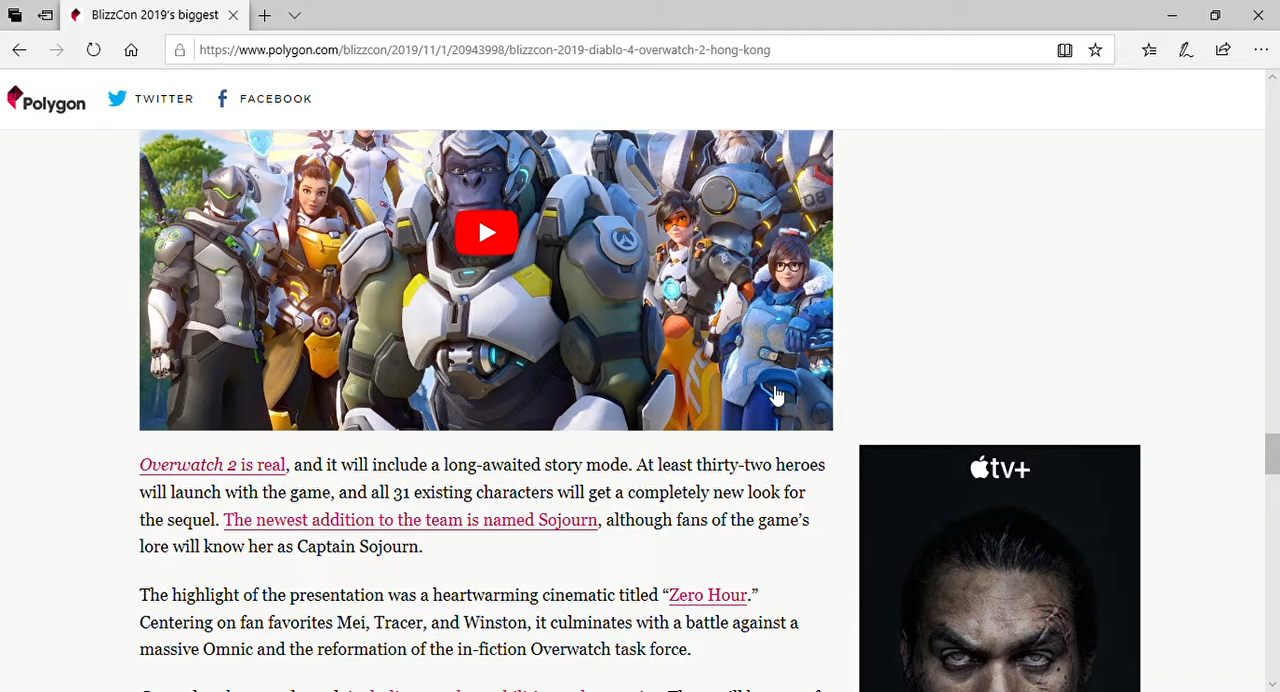 BlizzCon 2019's biggest
https://www.polygon.com/blizzcon/2019/11/1/20943998/blizzcon-2019-diablo-4-overwatch-2-hong-kong
Polygon TWITTER FACEBOOK
08
Overwatch 2 is real, and it will include a long-awaited story mode. At least thirty-two heroes
will launch with the game, and all 31 existing characters will get a completely new look for
the sequel. The newest addition to the team is named Sojourn, although fans of the game’s
lore will know her as Captain Sojourn.
The highlight of the presentation was a heartwarming cinematic titled “Zero Hour.”
Centering on fan favorites Mei, Tracer, and Winston, it culminates with a battle against a
massive Omnic and the reformation of the in-fiction Overwatch task force.
tv+